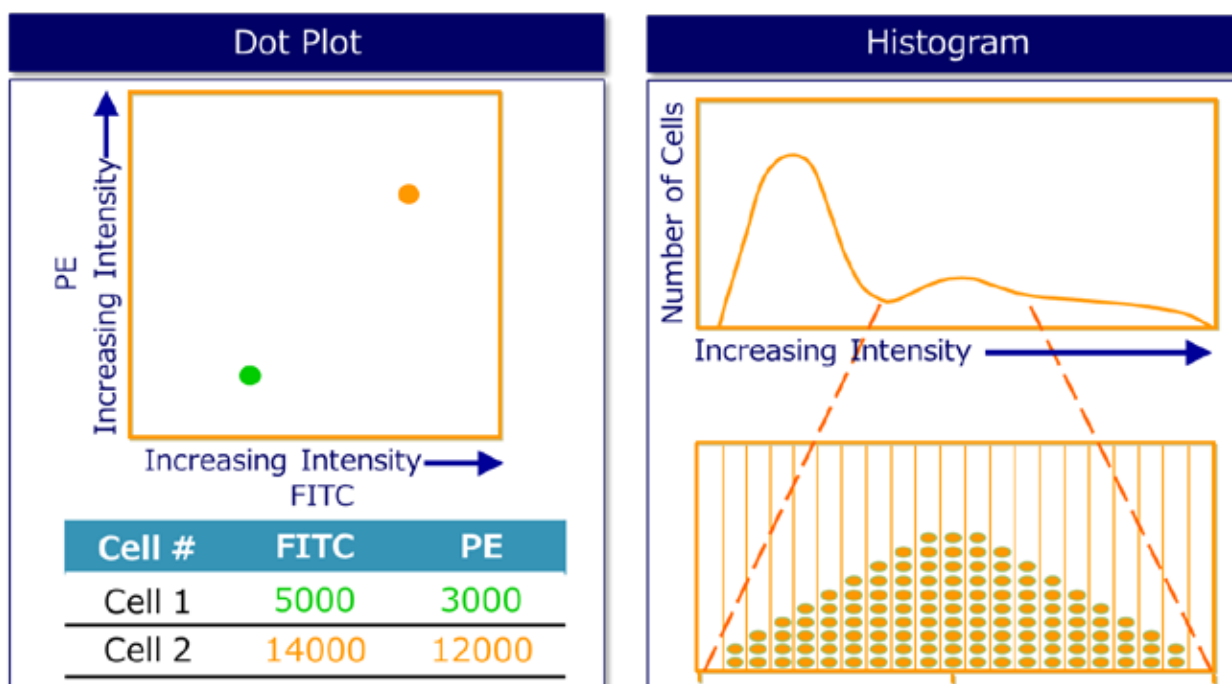 Dot Plot
PE
Increasing Intensity
Increasing Intensity
FITC
Cell # FITC PE
Cell 1 5000 3000
Cell 2 14000 12000
Histogram
Number of Cells
Increasing Intensity